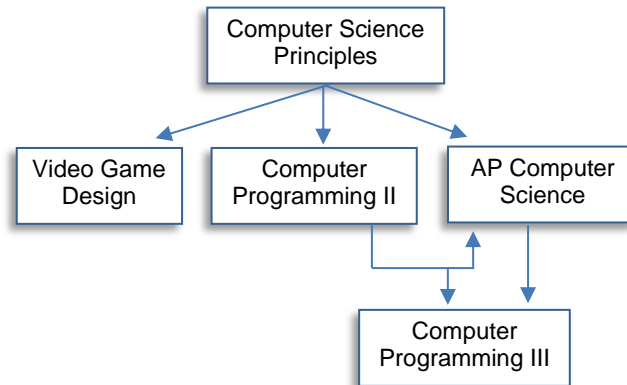 Computer Science
Principles
Video Game
Design
Computer
Programming II
AP Computer
Science
Computer
Programming III